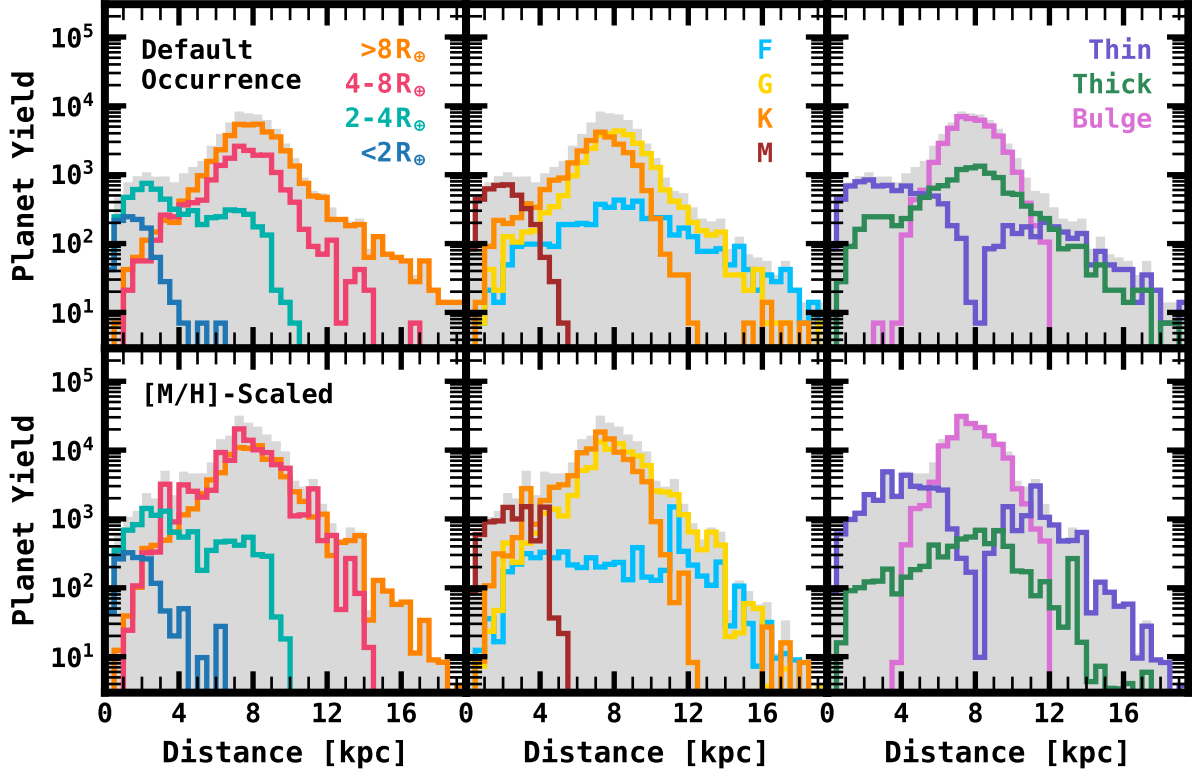 Default
Occurrence
>8R⊕
4-8R⊕
2-4R⊕
<2R⊕
F
G
K
M
Thin
Thick
Bulge
Planet Yield
10⁵
10⁴
10³
10²
10¹
[M/H]-Scaled
Planet Yield
10⁵
10⁴
10³
10²
10¹
0 4 8 12 16 0 4 8 12 16 0 4 8 12 16
Distance [kpc] Distance [kpc] Distance [kpc]